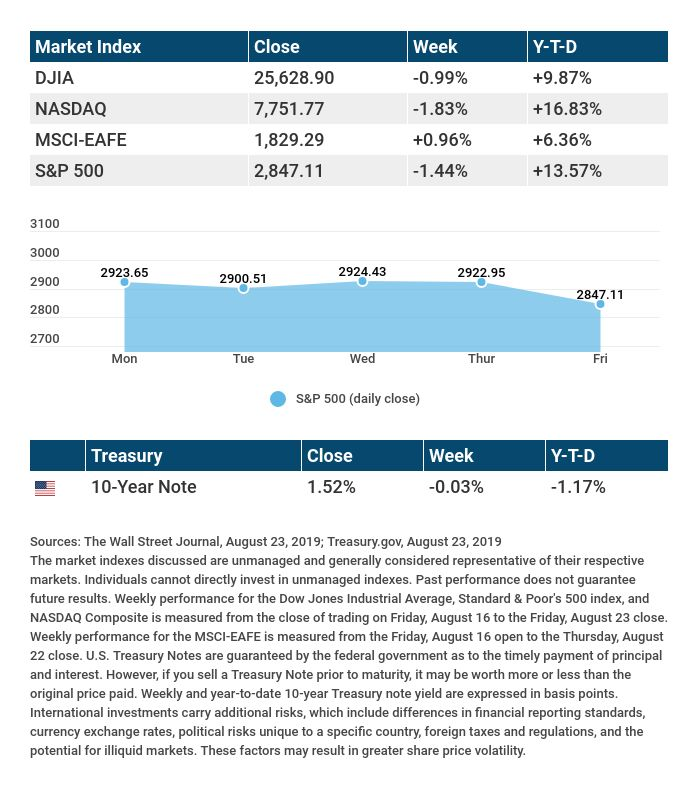 Market Index Close Week Y-T-D
DJIA 25,628.90 -0.99% +9.87%
NASDAQ 7,751.77 -1.83% +16.83%
MSCI-EAFE 1,829.29 +0.96% +6.36%
S&P 500 2,847.11 -1.44% +13.57%
3100
3000
2900
2800
2700
2923.65 2900.51 2924.43 2922.95 2847.11
Mon Tue Wed Thur Fri
S&P 500 (daily close)
Treasury Close Week Y-T-D
10-Year Note 1.52% -0.03% -1.17%
Sources: The Wall Street Journal, August 23, 2019; Treasury.gov, August 23, 2019
The market indexes discussed are unmanaged and generally considered representative of their respective
markets. Individuals cannot directly invest in unmanaged indexes. Past performance does not guarantee
future results. Weekly performance for the Dow Jones Industrial Average, Standard & Poor's 500 index, and
NASDAQ Composite is measured from the close of trading on Friday, August 16 to the Friday, August 23 close.
Weekly performance for the MSCI-EAFE is measured from the Friday, August 16 open to the Thursday, August
22 close. U.S. Treasury Notes are guaranteed by the federal government as to the timely payment of principal
and interest. However, if you sell a Treasury Note prior to maturity, it may be worth more or less than the
original price paid. Weekly and year-to-date 10-year Treasury note yield are expressed in basis points.
International investments carry additional risks, which include differences in financial reporting standards,
currency exchange rates, political risks unique to a specific country, foreign taxes and regulations, and the
potential for illiquid markets. These factors may result in greater share price volatility.